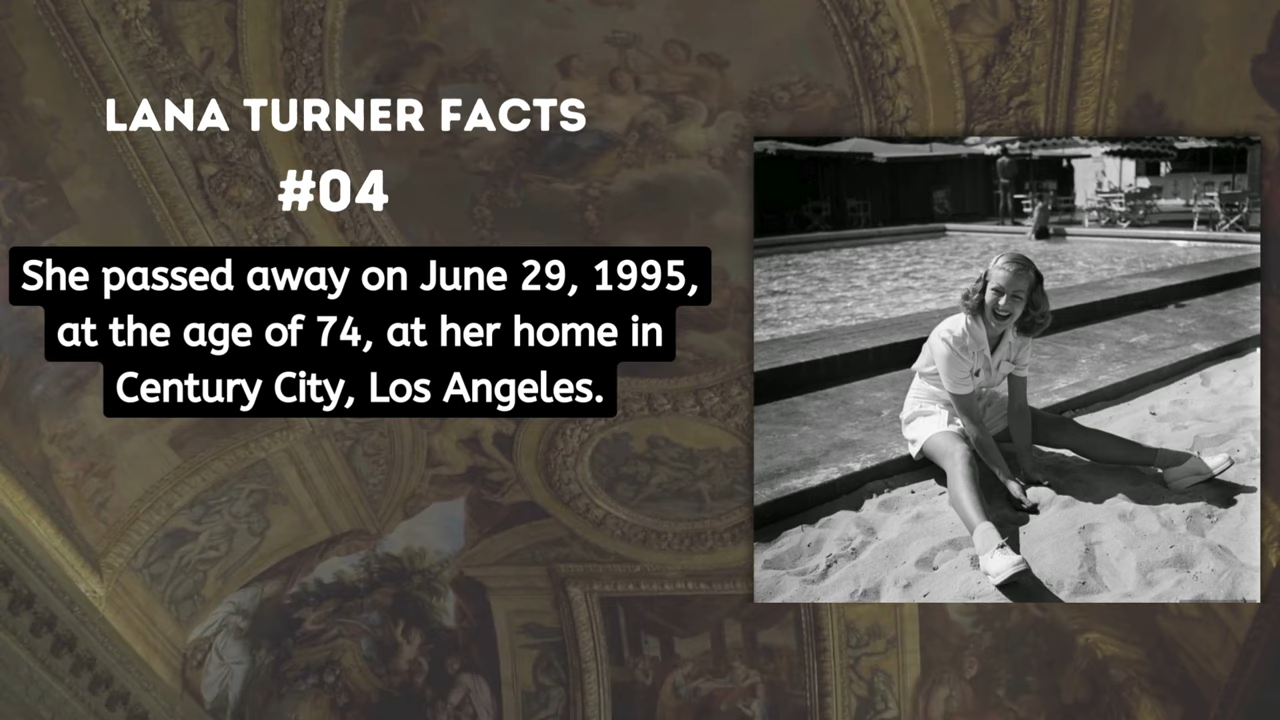 LANA TURNER FACTS
#04
She passed away on June 29, 1995,
at the age of 74, at her home in
Century City, Los Angeles.